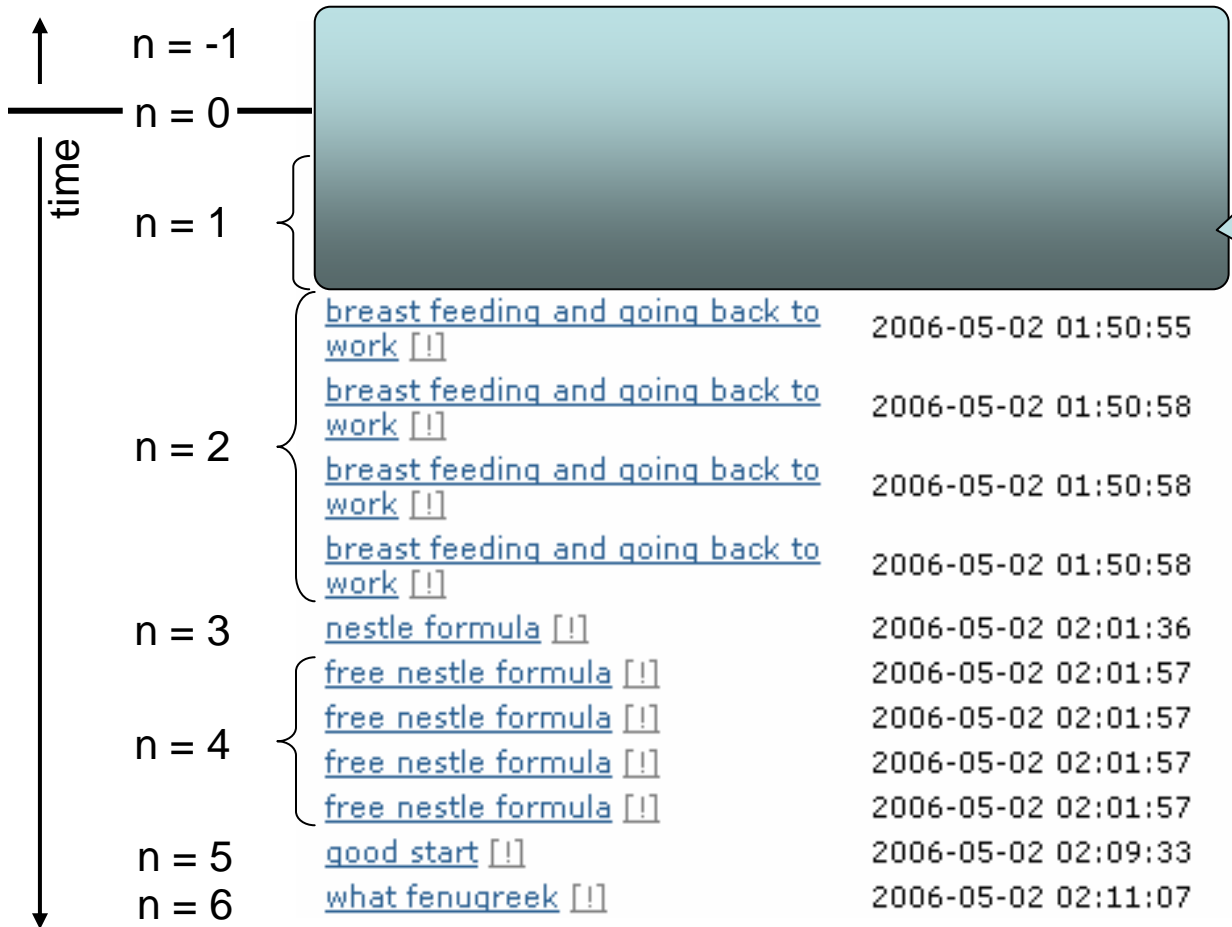 n = -1
n = 0
time
n = 1
breast feeding and going back to
work [!]
2006-05-02 01:50:55
breast feeding and going back to
work [!]
2006-05-02 01:50:58
n = 2
breast feeding and going back to
work [!]
2006-05-02 01:50:58
breast feeding and going back to
work [!]
2006-05-02 01:50:58
n = 3 nestle formula [!] 2006-05-02 02:01:36
free nestle formula [!] 2006-05-02 02:01:57
free nestle formula [!] 2006-05-02 02:01:57
n = 4
free nestle formula [!] 2006-05-02 02:01:57
free nestle formula [!] 2006-05-02 02:01:57
n = 5 good start [!] 2006-05-02 02:09:33
n = 6 what fenugreek [!] 2006-05-02 02:11:07